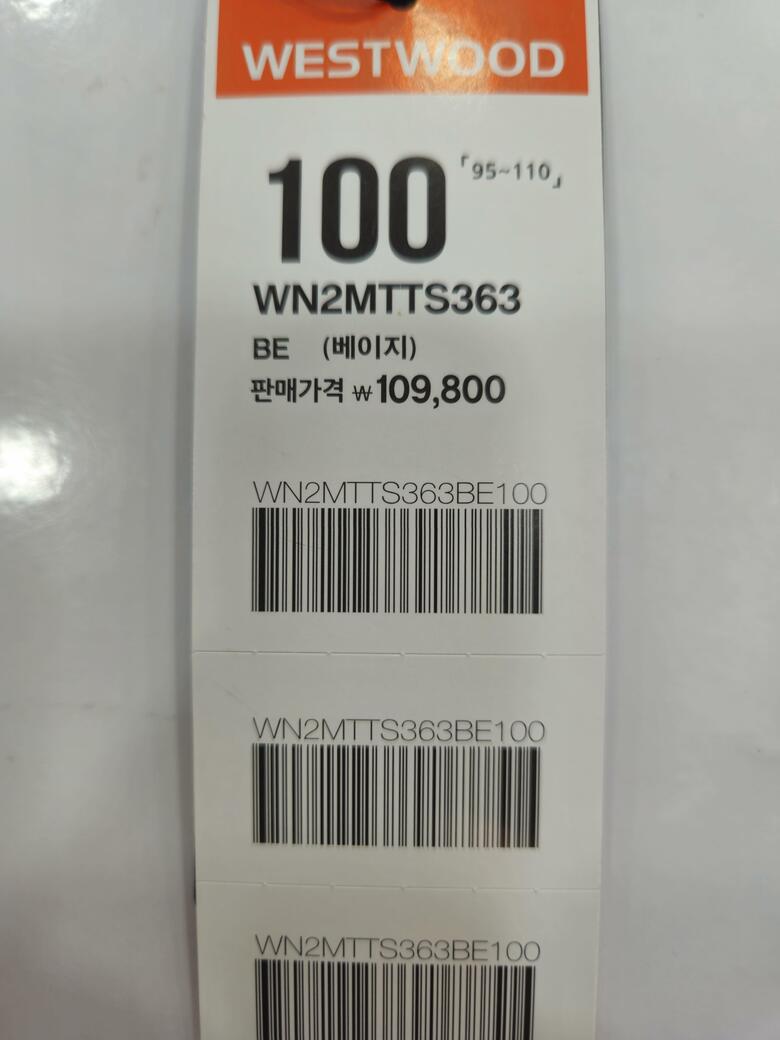 WESTWOOD
100 「95~110」
WN2MTTS363
BE (베이지)
판매가격 ₩109,800
WN2MTTS363BE100
WN2MTTS363BE100
WN2MTTS363BE100